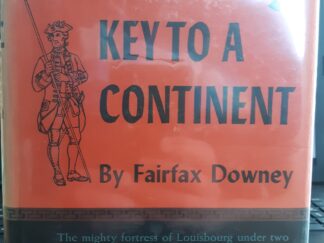 KEY TO A
CONTINENT
By Fairfax Downey
The mighty fortress of Louisbourg under two